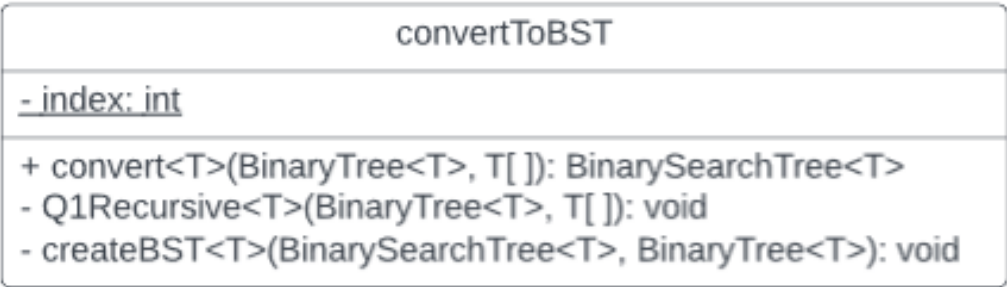 convertToBST
- index: int
+ convert<T>(BinaryTree<T>, T[ ]): BinarySearchTree<T>
- Q1Recursive<T>(BinaryTree<T>, T[ ]): void
- createBST<T>(BinarySearchTree<T>, BinaryTree<T>): void